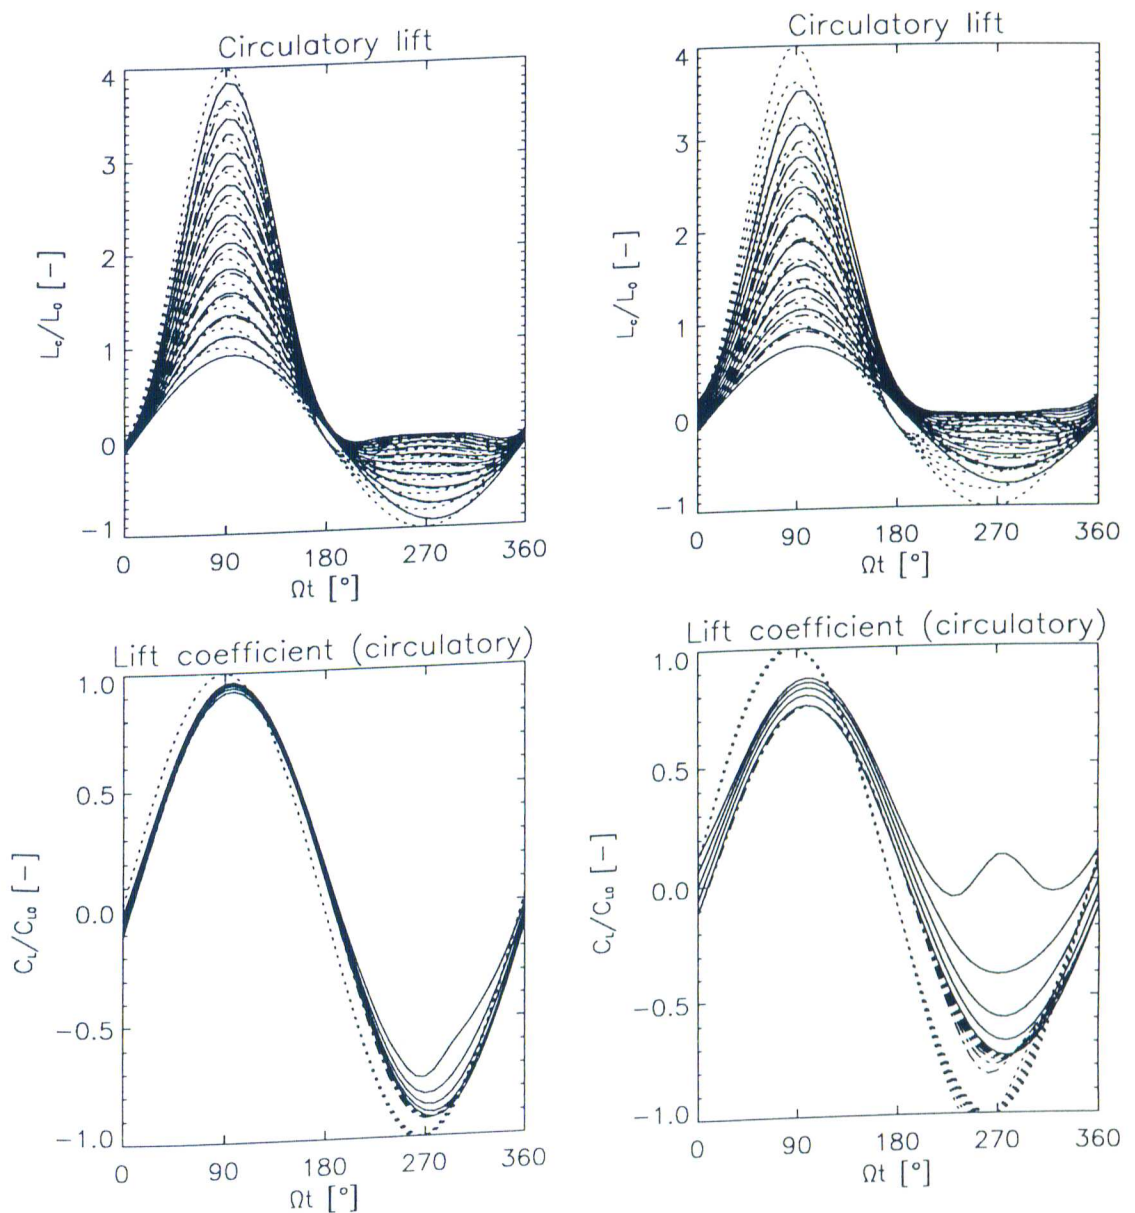 Circulatory lift
4
3
2
1
0
−1
L_c/L_0 [−]
0 90 180 270 360
Ωt [°]
Circulatory lift
4
3
2
1
0
−1
L_c/L_0 [−]
0 90 180 270 360
Ωt [°]
Lift coefficient (circulatory)
1.0
0.5
0.0
−0.5
−1.0
C_L/C_L0 [−]
0 90 180 270 360
Ωt [°]
Lift coefficient (circulatory)
1.0
0.5
0.0
−0.5
−1.0
C_L/C_L0 [−]
0 90 180 270 360
Ωt [°]